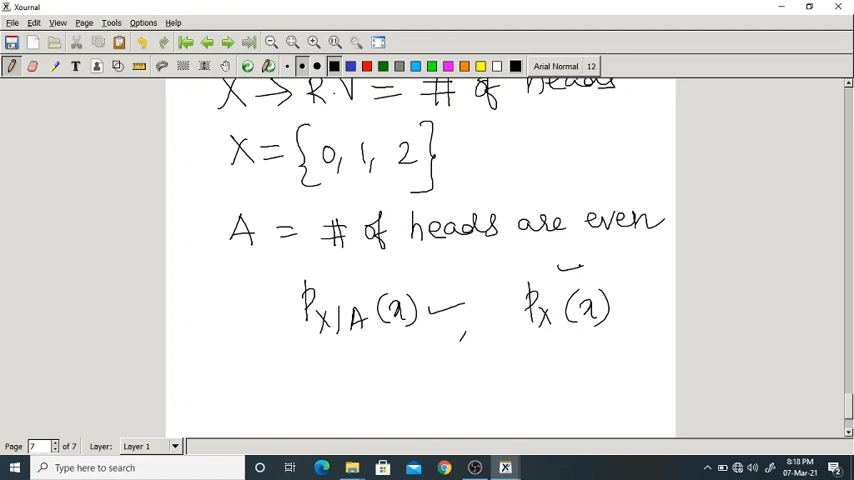 Xournal
File Edit View Page Tools Options Help
Arial Normal 12
X → R.V = # of heads
X = {0, 1, 2}
A = # of heads are even
P_{X|A}(x) ✓, P_X(x) ✓
Page 7 of 7 Layer: Layer 1
Type here to search
8:18 PM
07-Mar-21
2